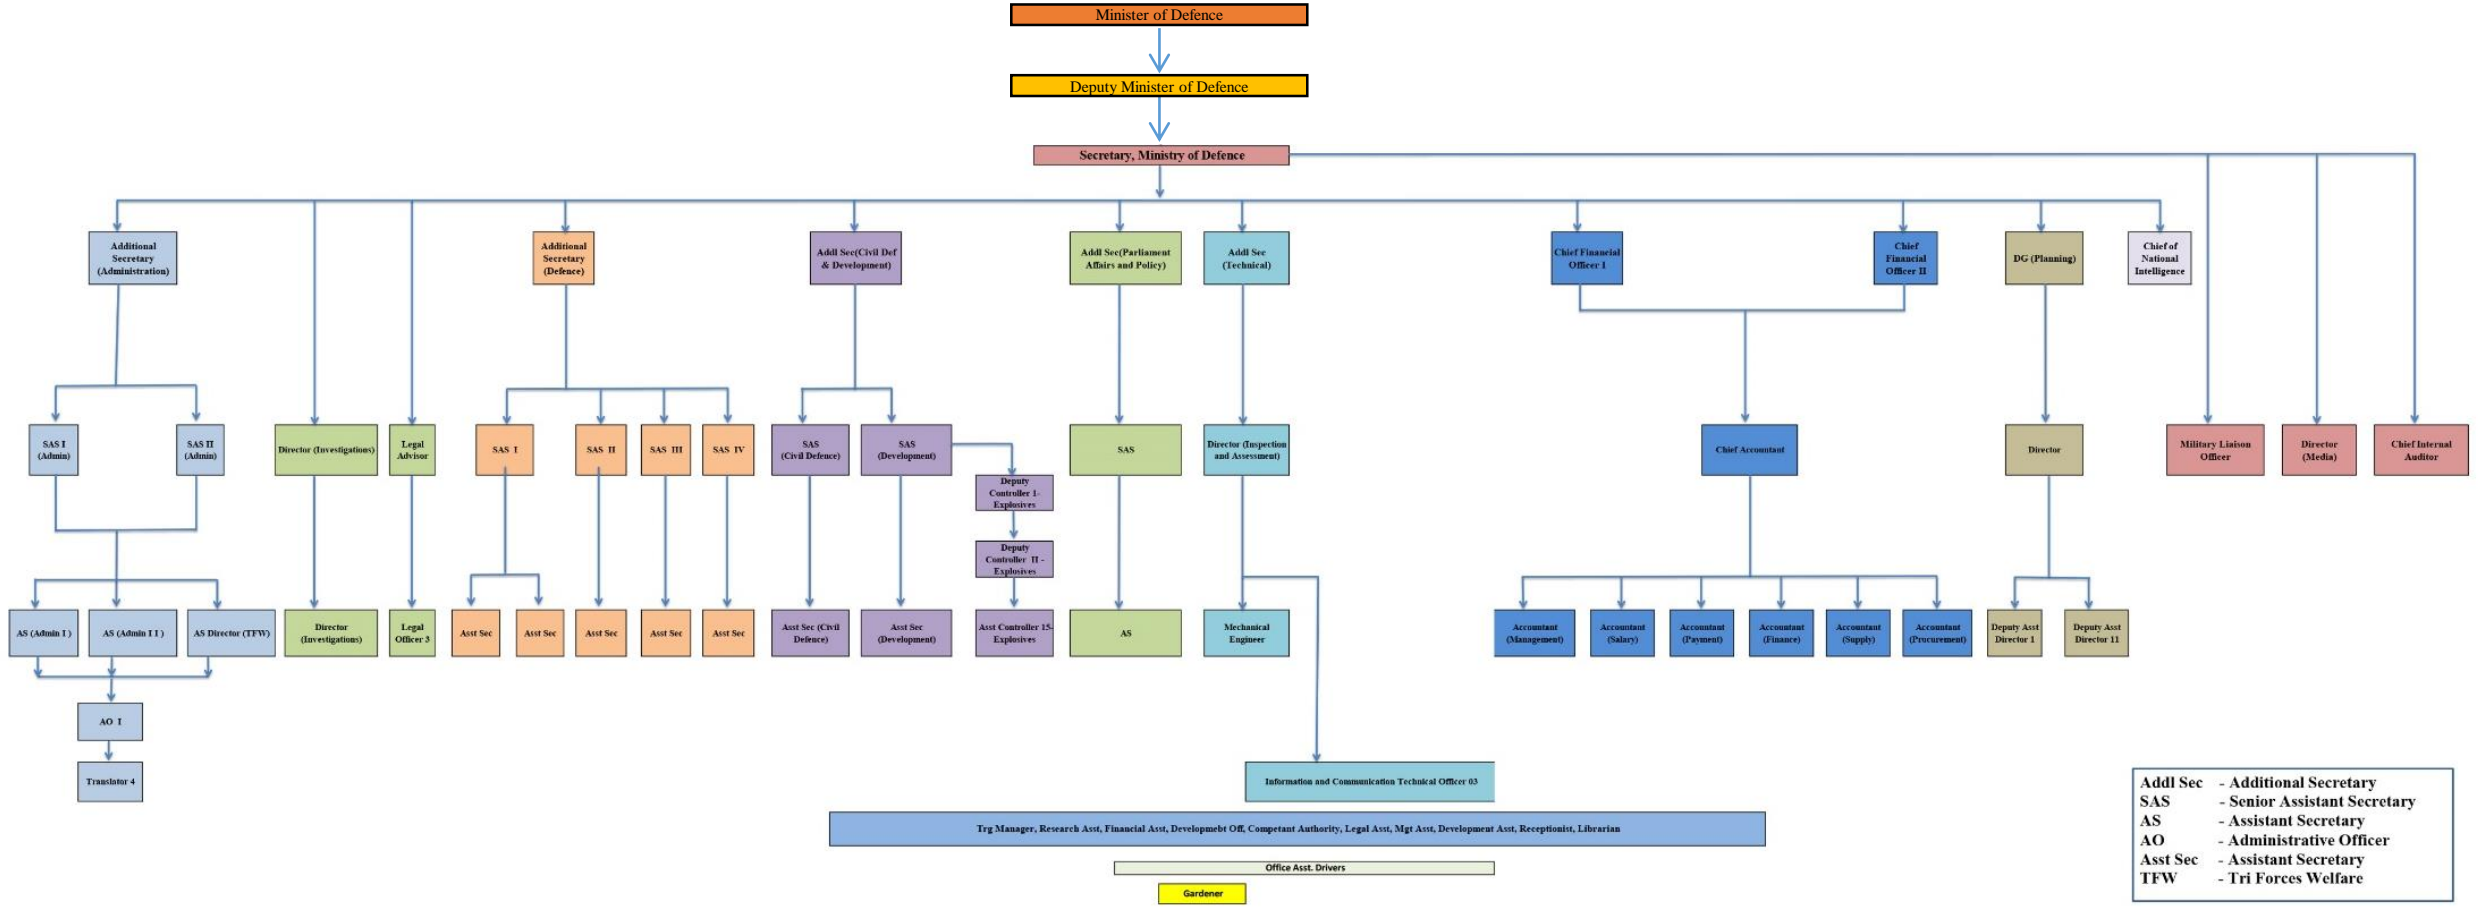 Minister of Defence
Deputy Minister of Defence
Secretary, Ministry of Defence
Additional
Secretary
(Administration)
Additional
Secretary
(Defence)
Addl Sec(Civil Def
& Development)
Addl Sec(Parliament
Affairs and Policy)
Addl Sec
(Technical)
Chief Financial
Officer I
Chief
Financial
Officer II
DG (Planning)
Chief of
National
Intelligence
SAS I
(Admin)
SAS II
(Admin)
Director (Investigations)
Legal
Advisor
SAS I
SAS II
SAS III
SAS IV
SAS
(Civil Defence)
SAS
(Development)
SAS
Director (Inspection
and Assessment)
Chief Accountant
Director
Military Liaison
Officer
Director
(Media)
Chief Internal
Auditor
Deputy
Controller 1-
Explosives
Deputy
Controller II -
Explosives
AS (Admin I )
AS (Admin I I )
AS Director (TFW)
Director
(Investigations)
Legal
Officer 3
Asst Sec
Asst Sec
Asst Sec
Asst Sec
Asst Sec
Asst Sec (Civil
Defence)
Asst Sec
(Development)
Asst Controller 15-
Explosives
AS
Mechanical
Engineer
Accountant
(Management)
Accountant
(Salary)
Accountant
(Payment)
Accountant
(Finance)
Accountant
(Supply)
Accountant
(Procurement)
Deputy Asst
Director 1
Deputy Asst
Director 11
AO I
Translator 4
Information and Communication Technical Officer 03
Trg Manager, Research Asst, Financial Asst, Developmebt Off, Competant Authority, Legal Asst, Mgt Asst, Development Asst, Receptionist, Librarian
Office Asst. Drivers
Gardener
Addl Sec - Additional Secretary
SAS - Senior Assistant Secretary
AS - Assistant Secretary
AO - Administrative Officer
Asst Sec - Assistant Secretary
TFW - Tri Forces Welfare